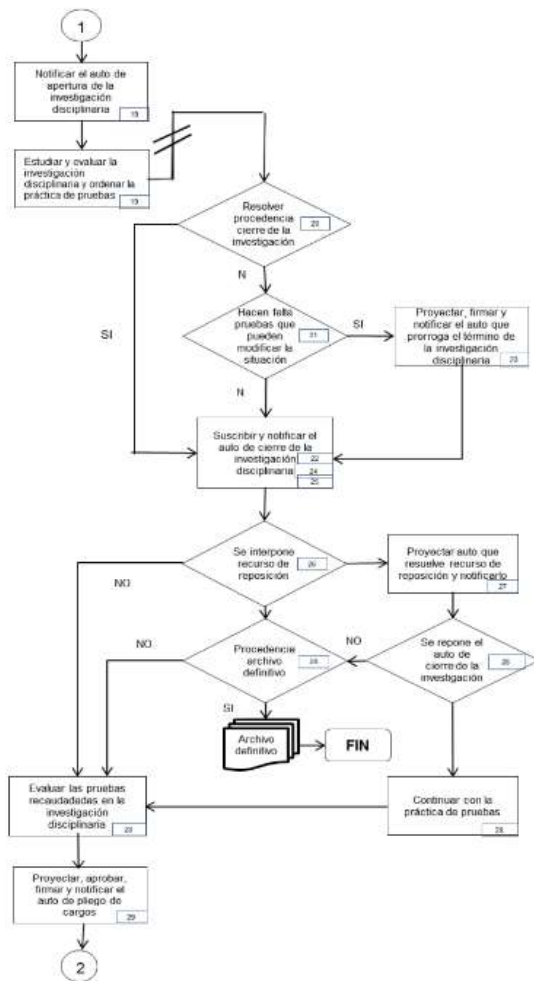 1
Notificar el auto de
apertura de la
investigación
disciplinaria
18
Estudiar y evaluar la
investigación
disciplinaria y ordenar la
práctica de pruebas
19
Resolver
procedencia
cierre de la
investigación
20
N
SI
Hacen falta
pruebas que
pueden
modificar la
situación
21
SI
Proyectar, firmar y
notificar el auto que
prorroga el término de
la investigación
disciplinaria
N
Suscribir y notificar el
auto de cierre de la
investigación
disciplinaria
22
24
25
Se interpone
recurso de
reposición
26
NO
Proyectar auto que
resuelve recurso de
reposición y notificarlo
27
Se repone el
auto de
cierre de la
investigación
NO
Procedencia
archivo
definitivo
NO
SI
Archivo
definitivo
FIN
Evaluar las pruebas
recaudadadas en la
investigación
disciplinaria
Continuar con la
práctica de pruebas
Proyectar, aprobar,
firmar y notificar el
auto de pliego de
cargos
29
2